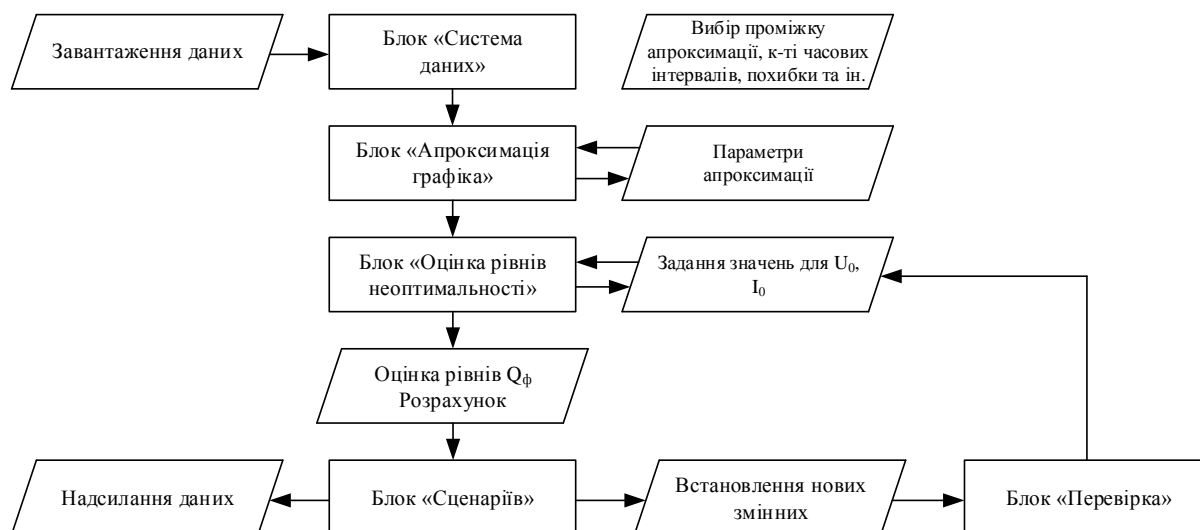 Завантаження даних
Блок «Система
даних»
Вибір проміжку
апроксимації, к-ті часових
інтервалів, похибки та ін.
Блок «Апроксимація
графіка»
Параметри
апроксимації
Блок «Оцінка рівнів
неоптимальності»
Задання значень для U₀,
I₀
Оцінка рівнів Qф
Розрахунок
Надсилання даних
Блок «Сценаріїв»
Встановлення нових
змінних
Блок «Перевірка»